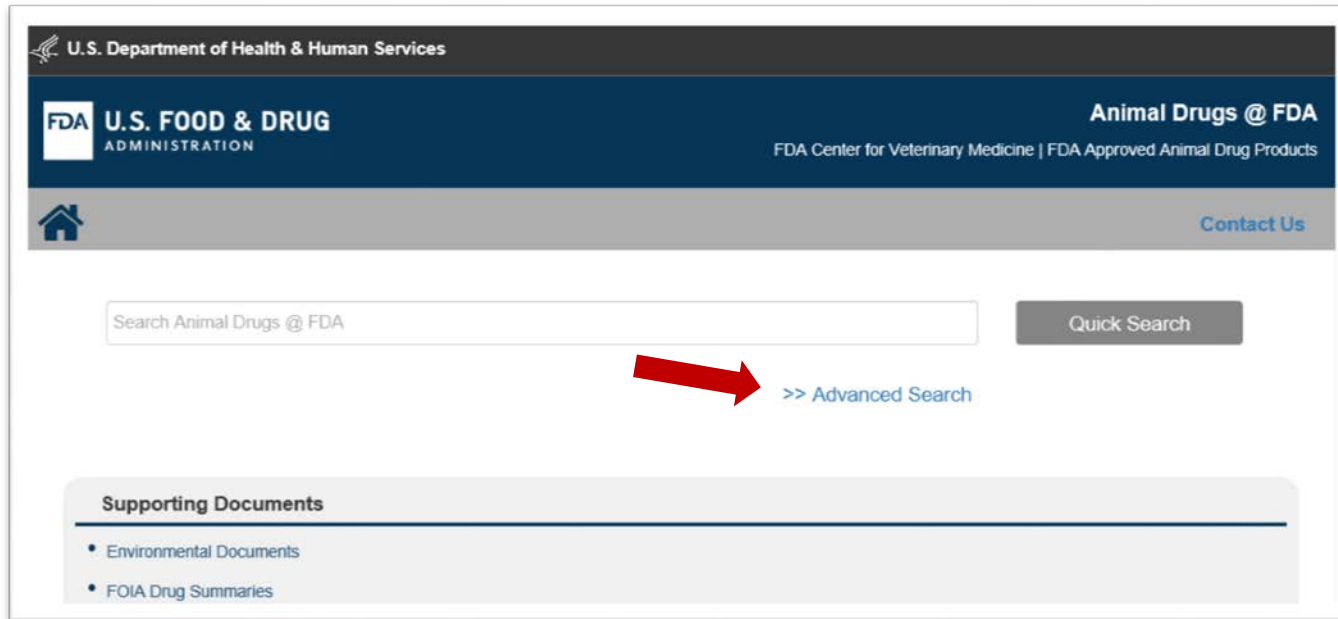 U.S. Department of Health & Human Services
FDA U.S. FOOD & DRUG
ADMINISTRATION
Animal Drugs @ FDA
FDA Center for Veterinary Medicine | FDA Approved Animal Drug Products
Contact Us
Search Animal Drugs @ FDA
Quick Search
>> Advanced Search
Supporting Documents
• Environmental Documents
• FOIA Drug Summaries